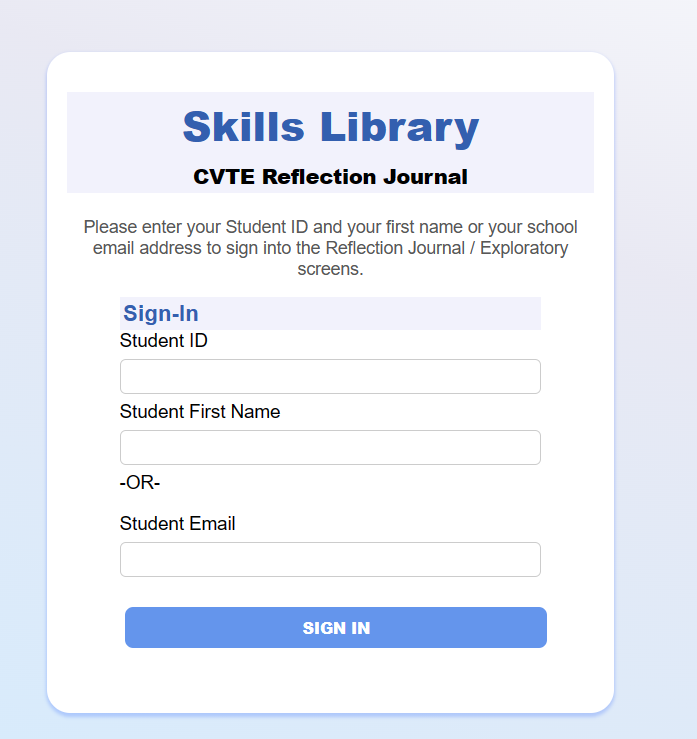 Skills Library
CVTE Reflection Journal
Please enter your Student ID and your first name or your school
email address to sign into the Reflection Journal / Exploratory
screens.
Sign-In
Student ID
Student First Name
-OR-
Student Email
SIGN IN